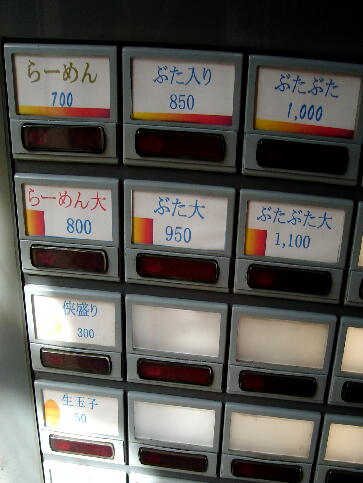 らーめん
700
ぶた入り
850
ぶたぶた
1,000
らーめん大
800
ぶた大
950
ぶたぶた大
1,100
侠盛り
300
生玉子
50